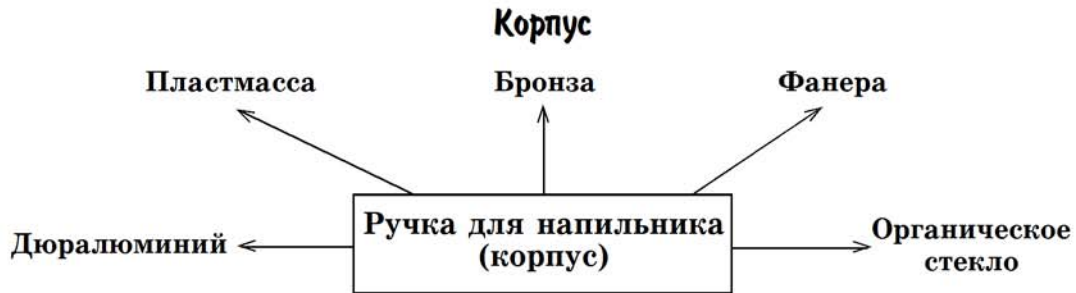 Корпус
Пластмасса
Бронза
Фанера
Дюралюминий
Ручка для напильника
(корпус)
Органическое
стекло